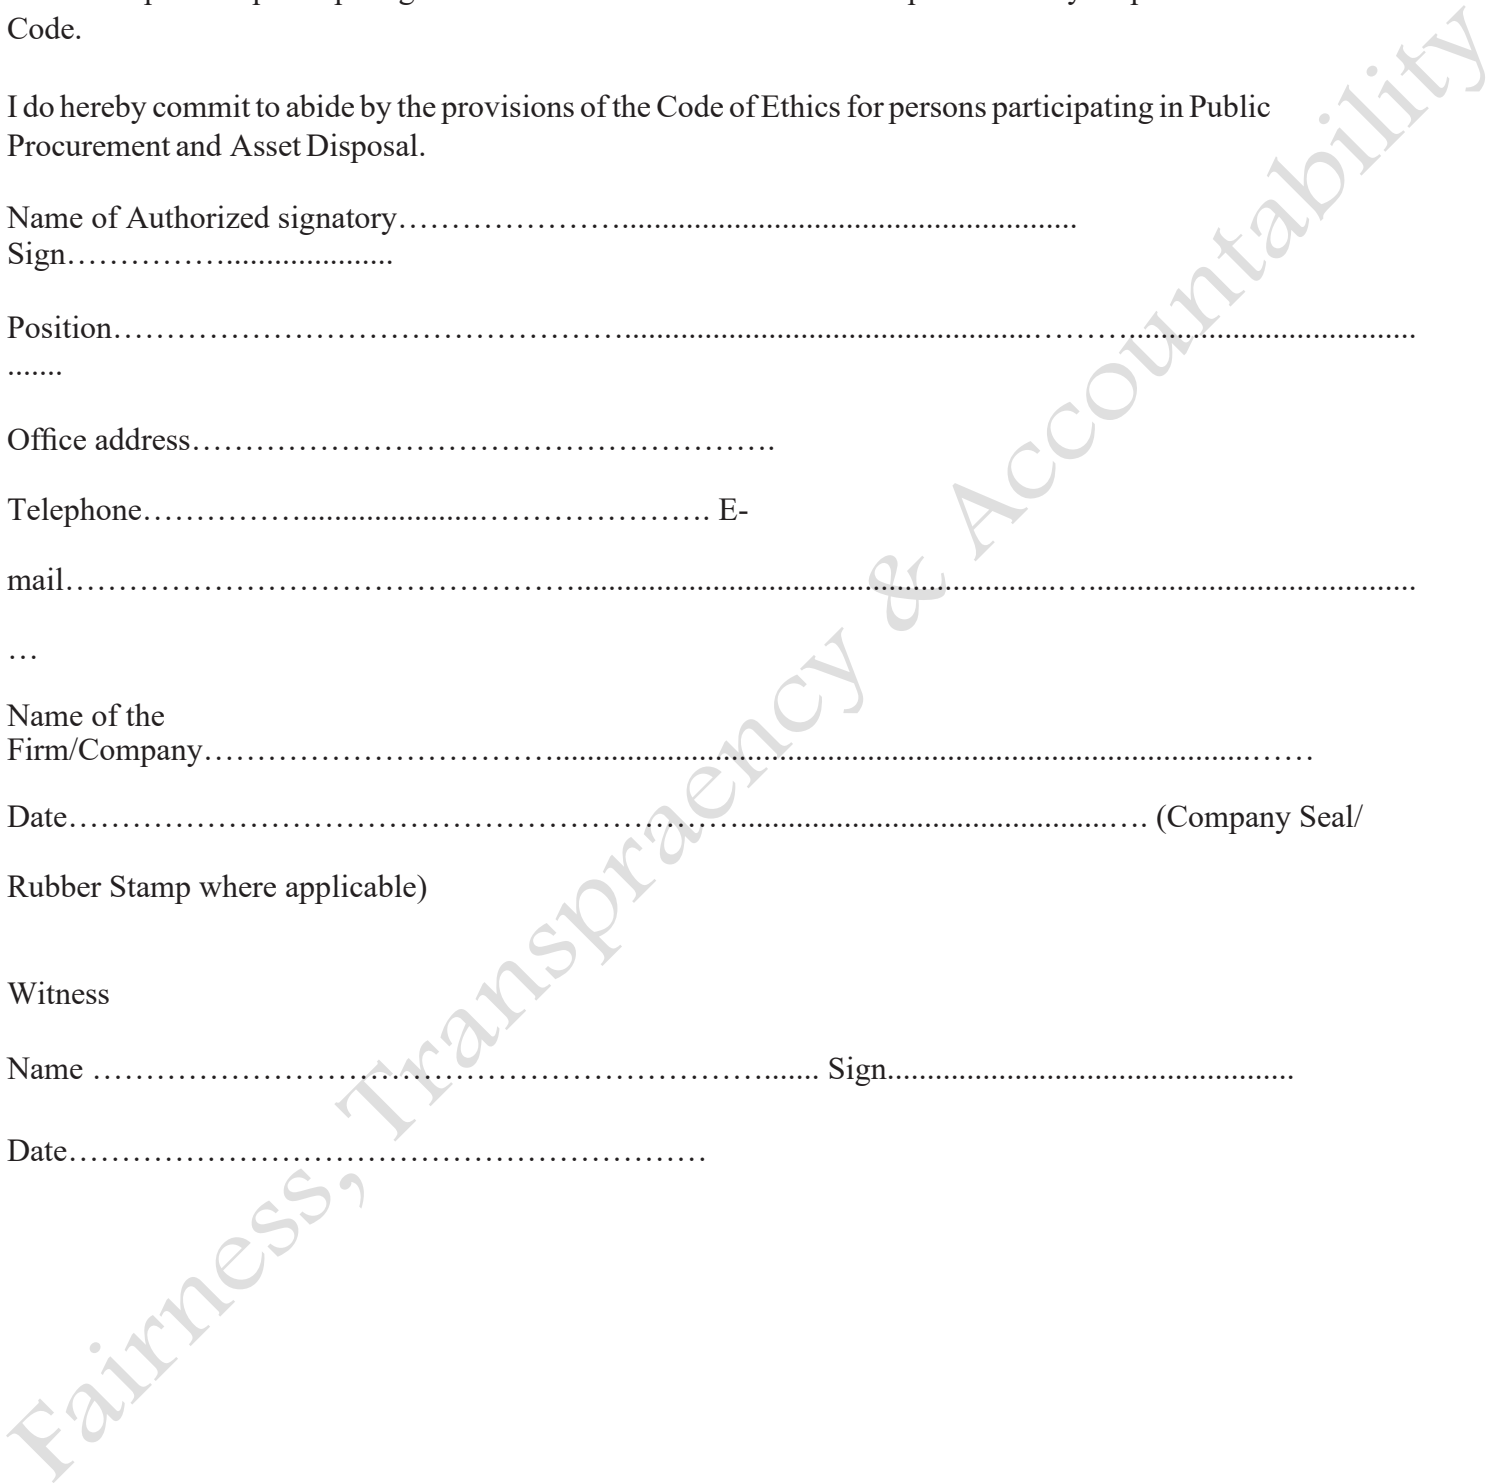 Code.
I do hereby commit to abide by the provisions of the Code of Ethics for persons participating in Public
Procurement and Asset Disposal.
Name of Authorized signatory…………………….........................................................
Sign……………......................
Position…………………………………………....................................................………............................................
.......
Office address……………………………………………….
Telephone……………........................…………………. E-
mail…………………………………………..............................................................…............................................
…
Name of the
Firm/Company……………………………...........................................................................................……
Date……………………………………………………….................................................…. (Company Seal/
Rubber Stamp where applicable)
Witness
Name ………………………………………………………....... Sign...................................................
Date……………………………………………………
Fairness, Transpraency & Accountability